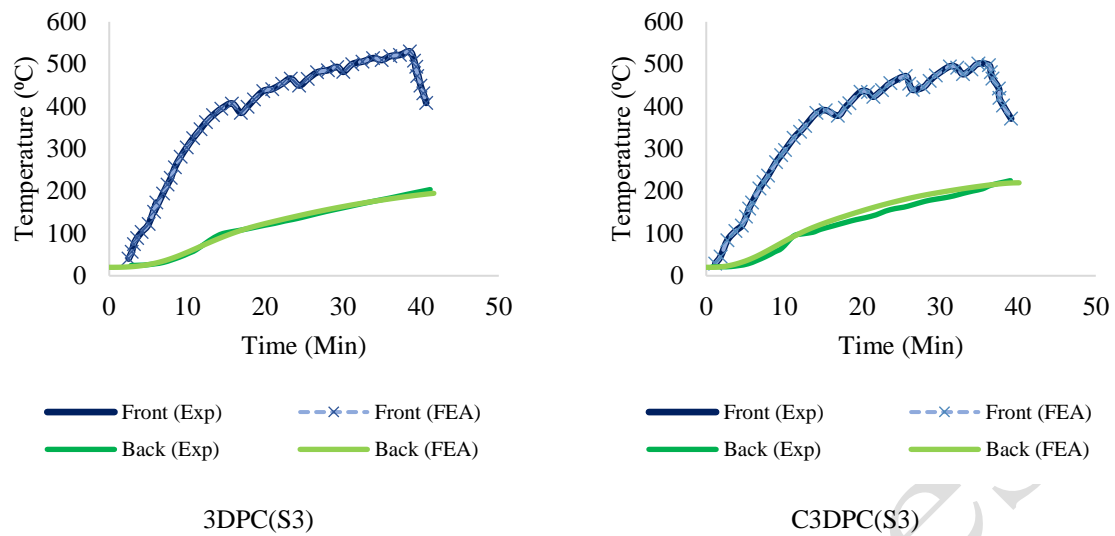 600
500
400
300
200
100
0
Temperature (ºC)
0 10 20 30 40 50
Time (Min)
Front (Exp) Front (FEA)
Back (Exp) Back (FEA)
3DPC(S3)
600
500
400
300
200
100
0
Temperature (ºC)
0 10 20 30 40 50
Time (Min)
Front (Exp) Front (FEA)
Back (Exp) Back (FEA)
C3DPC(S3)